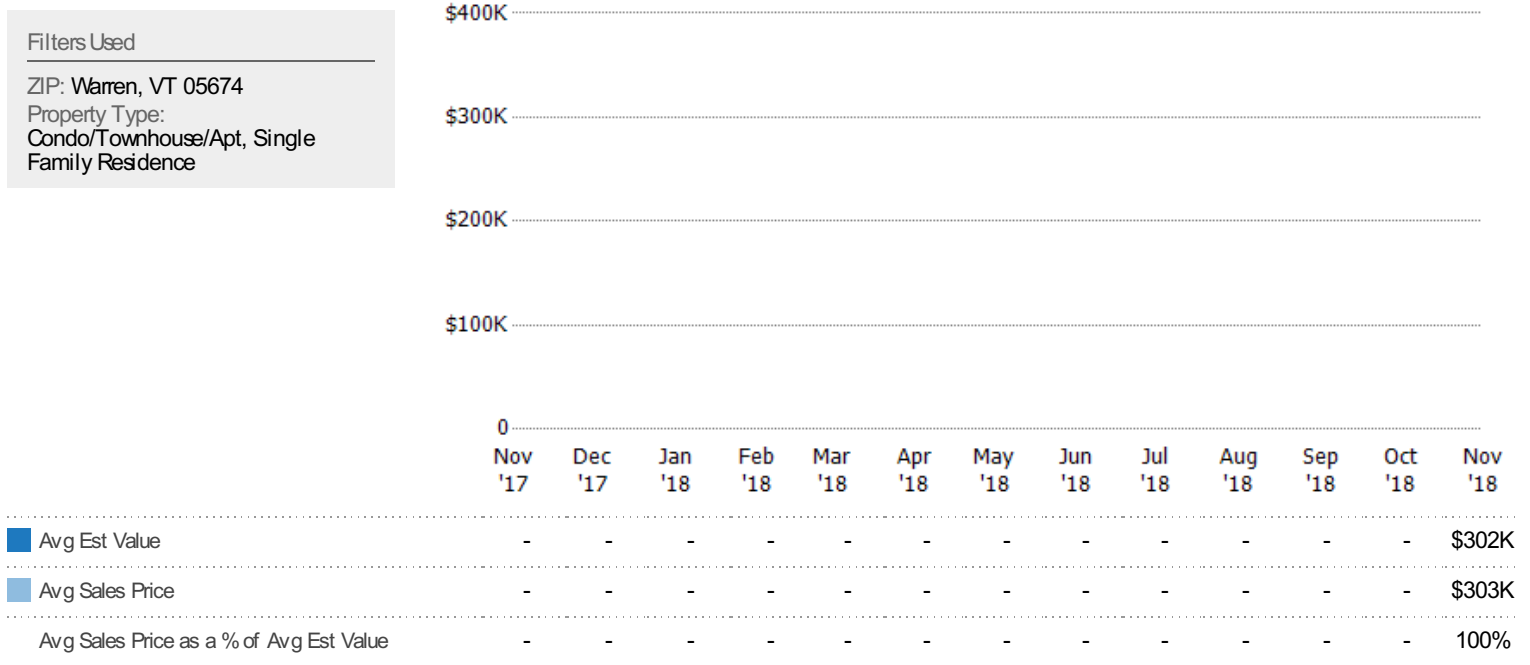 Filters Used
ZIP: Warren, VT 05674
Property Type:
Condo/Townhouse/Apt, Single
Family Residence
$400K
$300K
$200K
$100K
0
Nov Dec Jan Feb Mar Apr May Jun Jul Aug Sep Oct Nov
'17 '17 '18 '18 '18 '18 '18 '18 '18 '18 '18 '18 '18
Avg Est Value - - - - - - - - - - - - $302K
Avg Sales Price - - - - - - - - - - - - $303K
Avg Sales Price as a % of Avg Est Value - - - - - - - - - - - - 100%